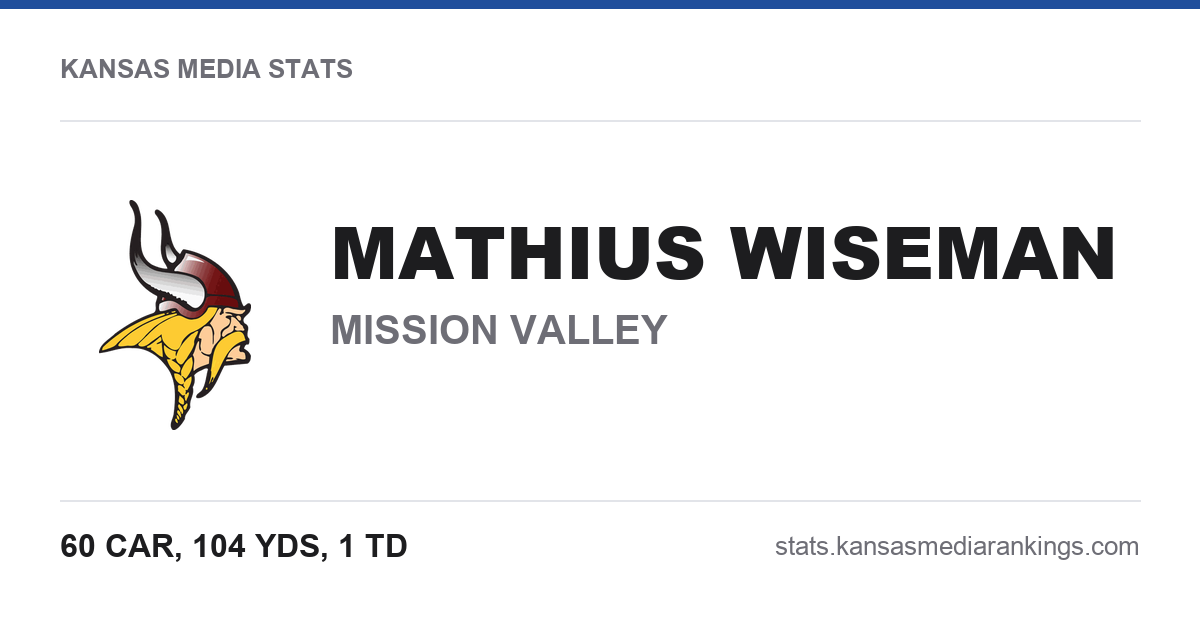 KANSAS MEDIA STATS
MATHIUS WISEMAN
MISSION VALLEY
60 CAR, 104 YDS, 1 TD
stats.kansasmediarankings.com